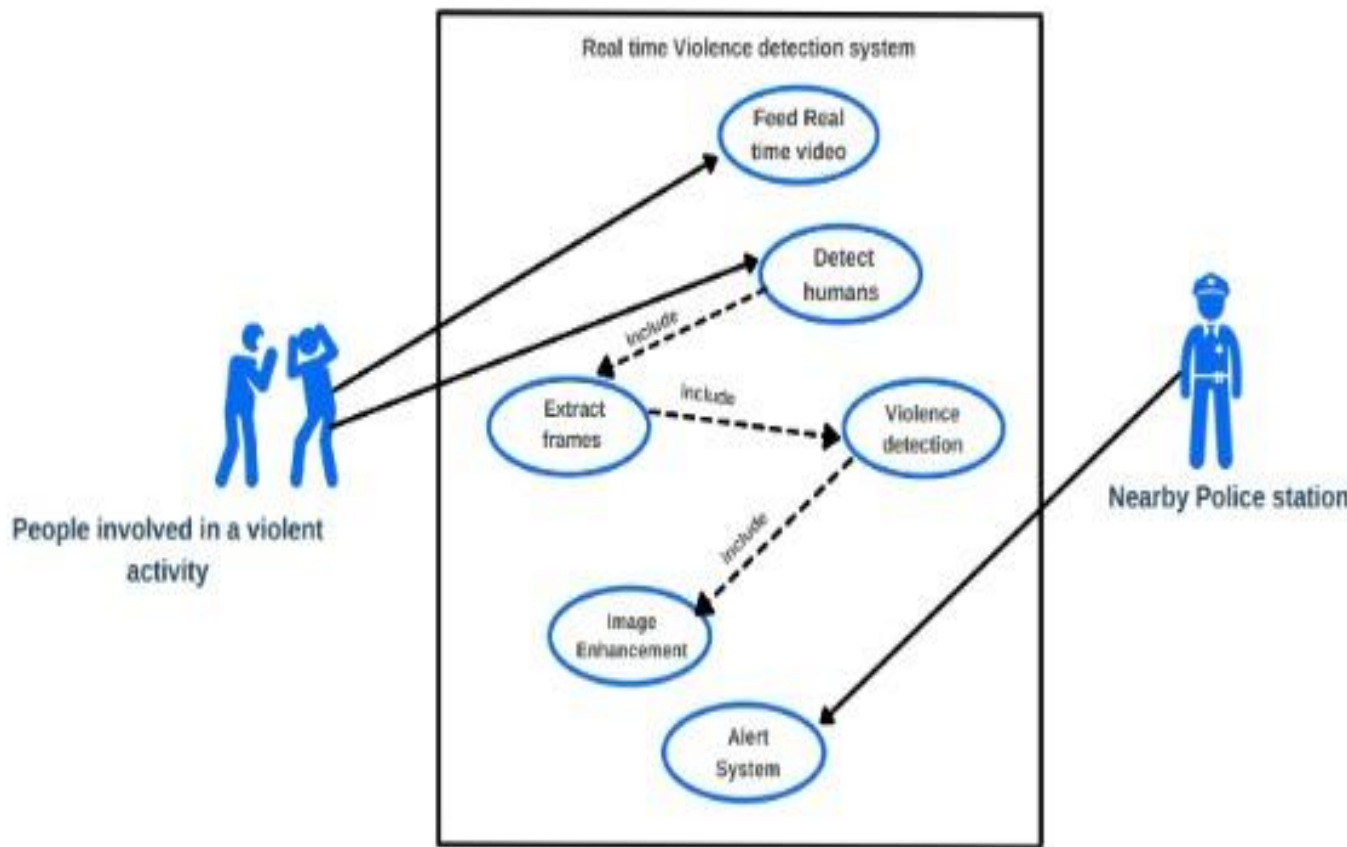 Real time Violence detection system
Feed Real
time video
Detect
humans
include
Extract
frames
include
Violence
detection
include
Image
Enhancement
Alert
System
People involved in a violent
activity
Nearby Police station